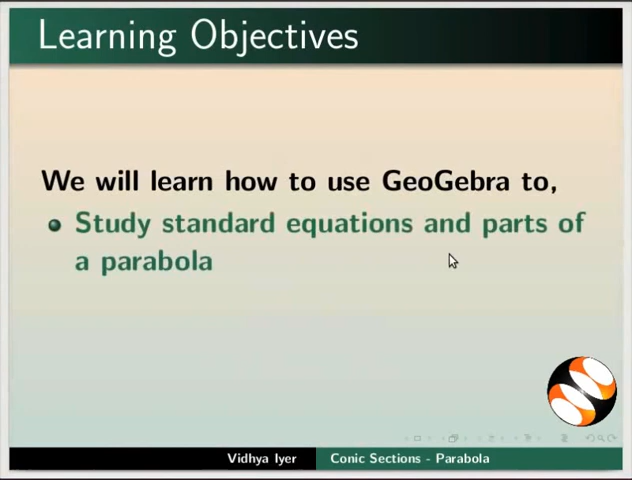 Learning Objectives
We will learn how to use GeoGebra to,
Study standard equations and parts of
a parabola
Vidhya Iyer
Conic Sections - Parabola